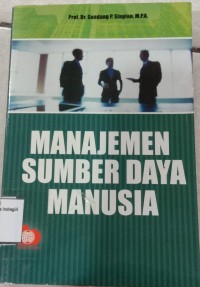 Prof. Dr. Sondang P. Siagian, M.P.A.
MANAJEMEN
SUMBER DAYA
MANUSIA